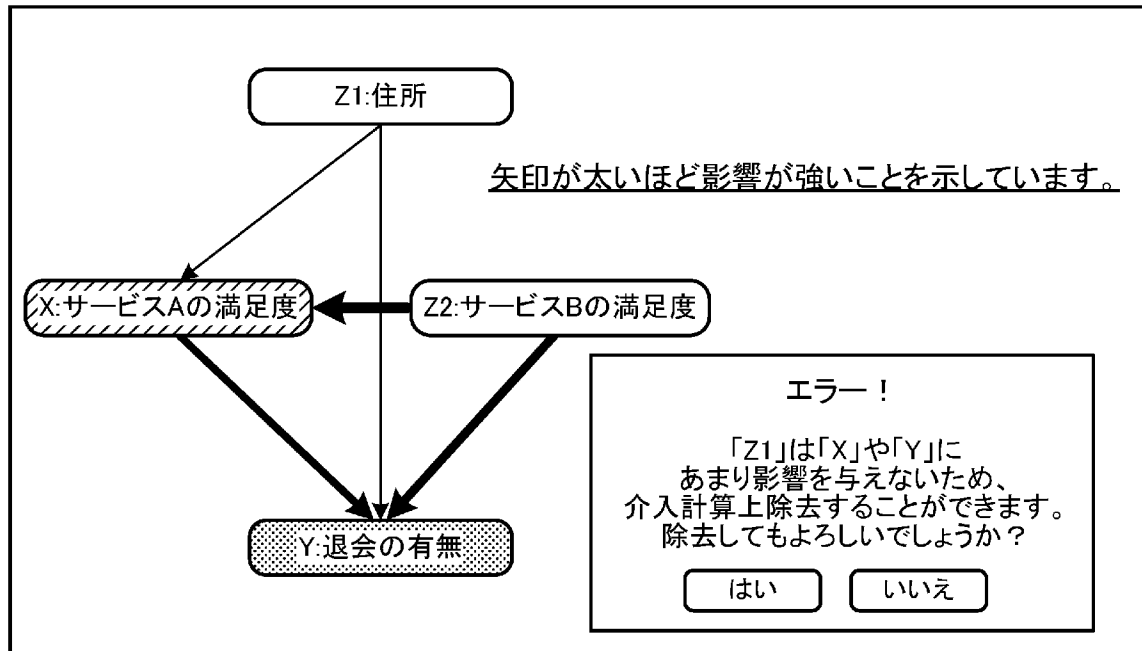 Z1:住所
矢印が太いほど影響が強いことを示しています。
X:サービスAの満足度
Z2:サービスBの満足度
エラー！
「Z1」は「X」や「Y」に
あまり影響を与えないため、
介入計算上除去することができます。
除去してもよろしいでしょうか？
はい
いいえ
Y:退会の有無